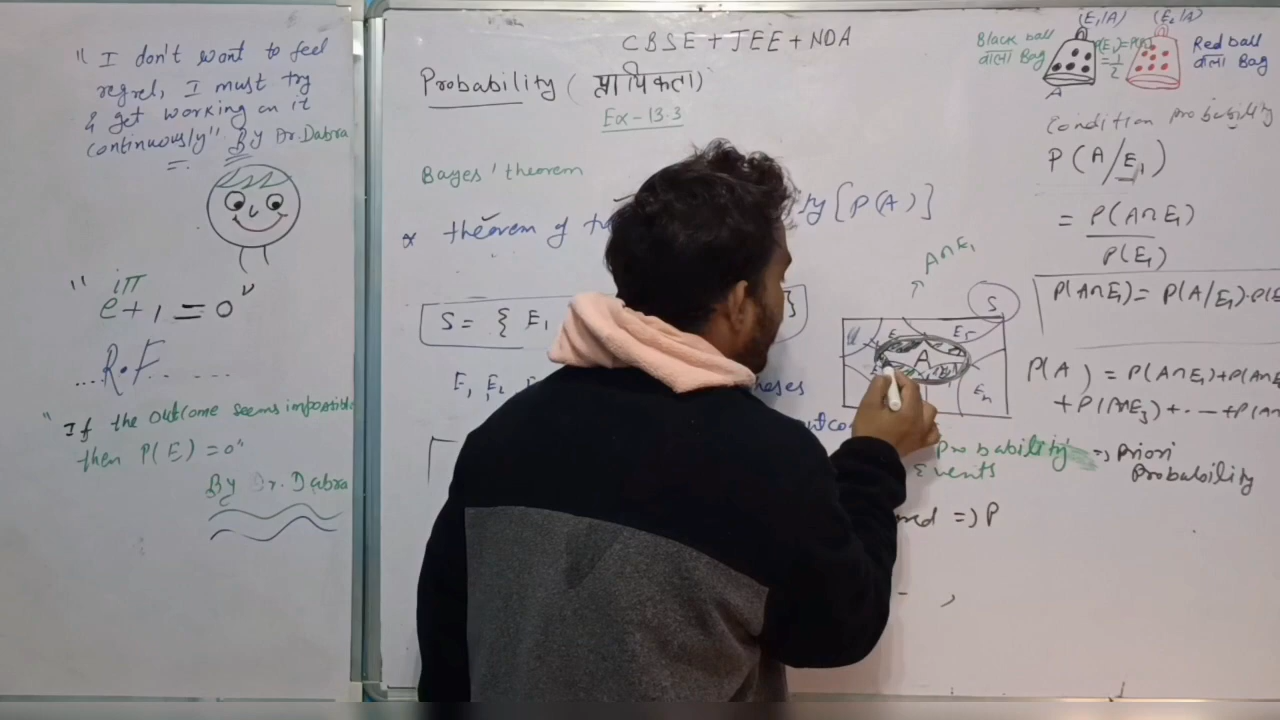 " I don't want to feel
regret, I must try
& get working on it
continuously" By Dr. Dabra
" e^iπ + 1 = 0"
... R.F. ......
" If the outcome seems impossible
then P(E) = 0"
By Dr. Dabra
CBSE + JEE + NDA
Probability (प्रायिकता)
Ex - 13.3
Bayes' theorem
theorem of [P(A)]
S = { E₁ }
E₁ E₂
Probability => Priori
Probability
Events
=> P
A∩E₁
S
E₅
A
Eₙ
(E₁/A)
Black ball
वाला Bag
P(E₁) =
= 1/2
A
Red ball
वाला Bag
Condition probability
P(A/E₁)
= P(A∩E₁)
P(E₁)
P(A∩E₁) = P(A/E₁).P(E
P(A) = P(A∩E₁)+P(A∩E
+ P(A∩E₃) + .. — + P(A∩